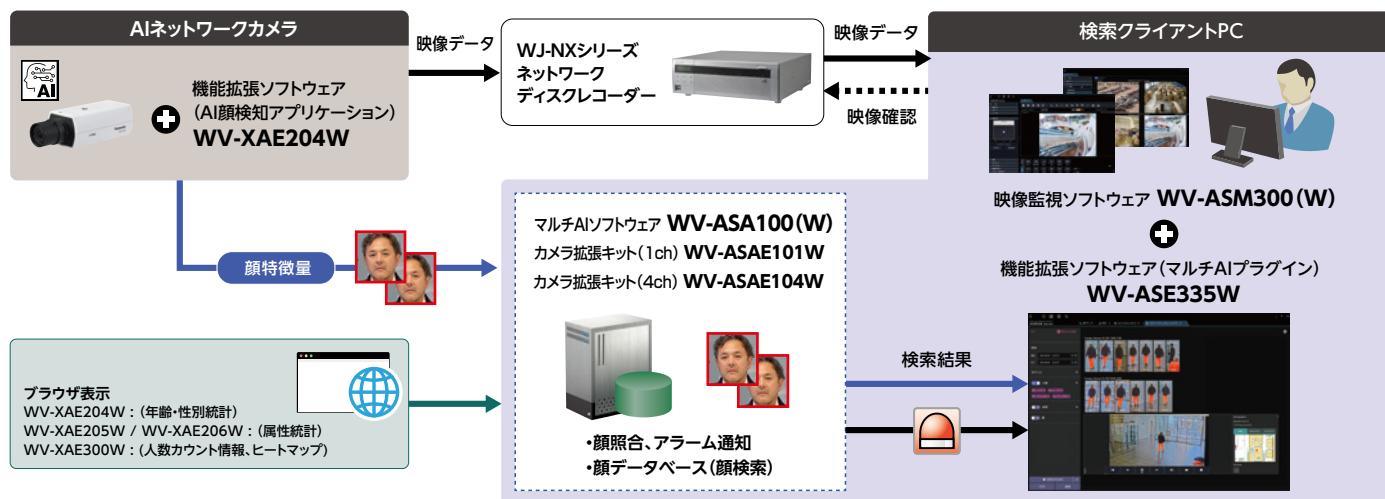 AIネットワークカメラ
AI
機能拡張ソフトウェア
(AI顔検知アプリケーション)
WV-XAE204W
映像データ
WJ-NXシリーズ
ネットワーク
ディスクレコーダー
映像データ
映像確認
検索クライアントPC
映像監視ソフトウェア WV-ASM300(W)
機能拡張ソフトウェア(マルチAIプラグイン)
WV-ASE335W
顔特徴量
マルチAIソフトウェア WV-ASA100(W)
カメラ拡張キット(1ch) WV-ASAE101W
カメラ拡張キット(4ch) WV-ASAE104W
・顔照合、アラーム通知
・顔データベース(顔検索)
検索結果
ブラウザ表示
WV-XAE204W : (年齢・性別統計)
WV-XAE205W / WV-XAE206W : (属性統計)
WV-XAE300W : (人数カウント情報、ヒートマップ)